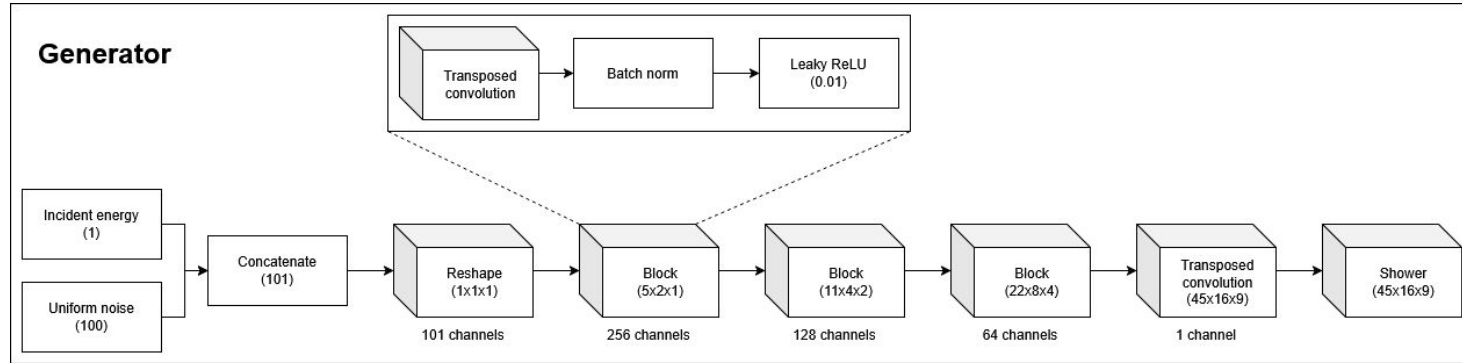 Generator
Transposed
convolution
Batch norm
Leaky ReLU
(0.01)
Incident energy
(1)
Uniform noise
(100)
Concatenate
(101)
Reshape
(1x1x1)
101 channels
Block
(5x2x1)
256 channels
Block
(11x4x2)
128 channels
Block
(22x8x4)
64 channels
Transposed
convolution
(45x16x9)
1 channel
Shower
(45x16x9)